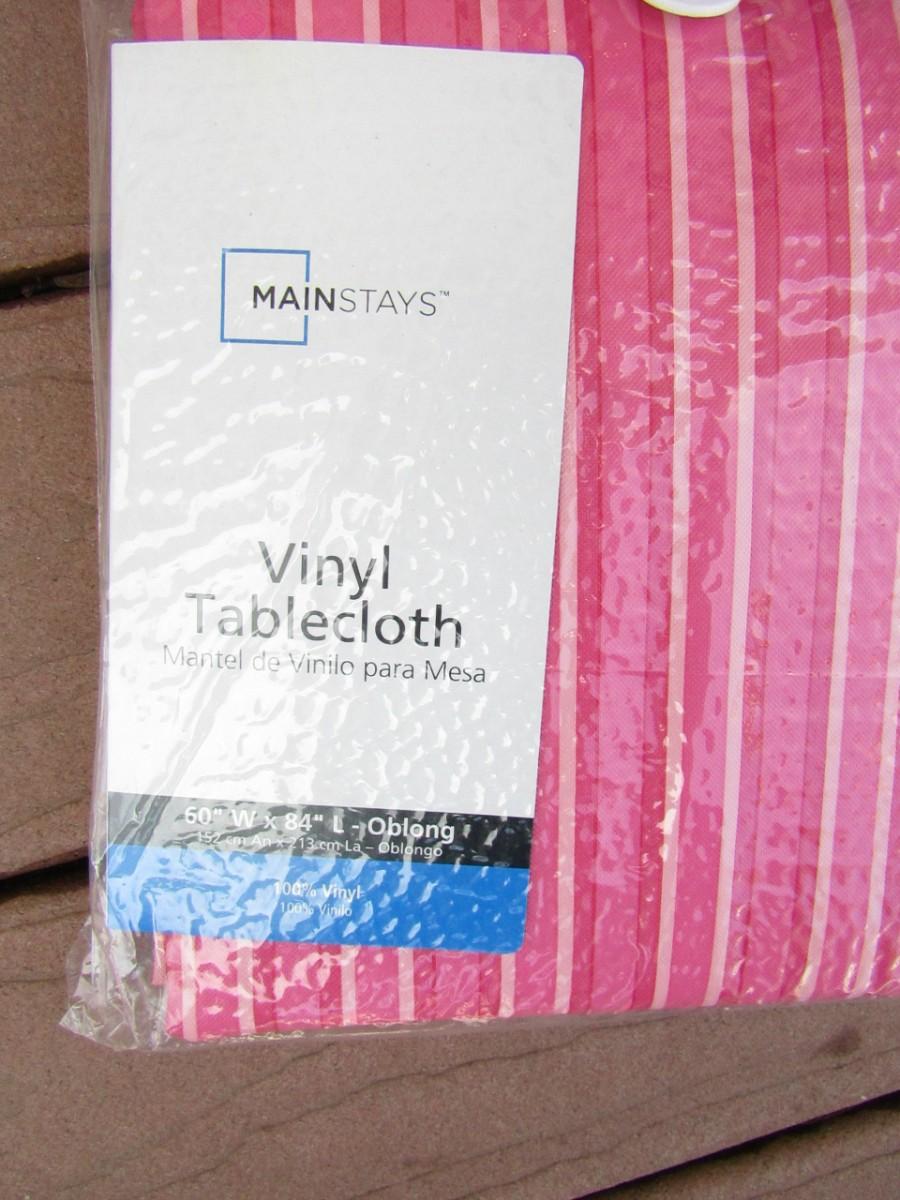 MAINSTAYS™
Vinyl
Tablecloth
Mantel de Vinilo para Mesa
60" W x 84" L - Oblong
152 cm An x 213 cm La – Oblongo
100% Vinyl
100% Vinilo